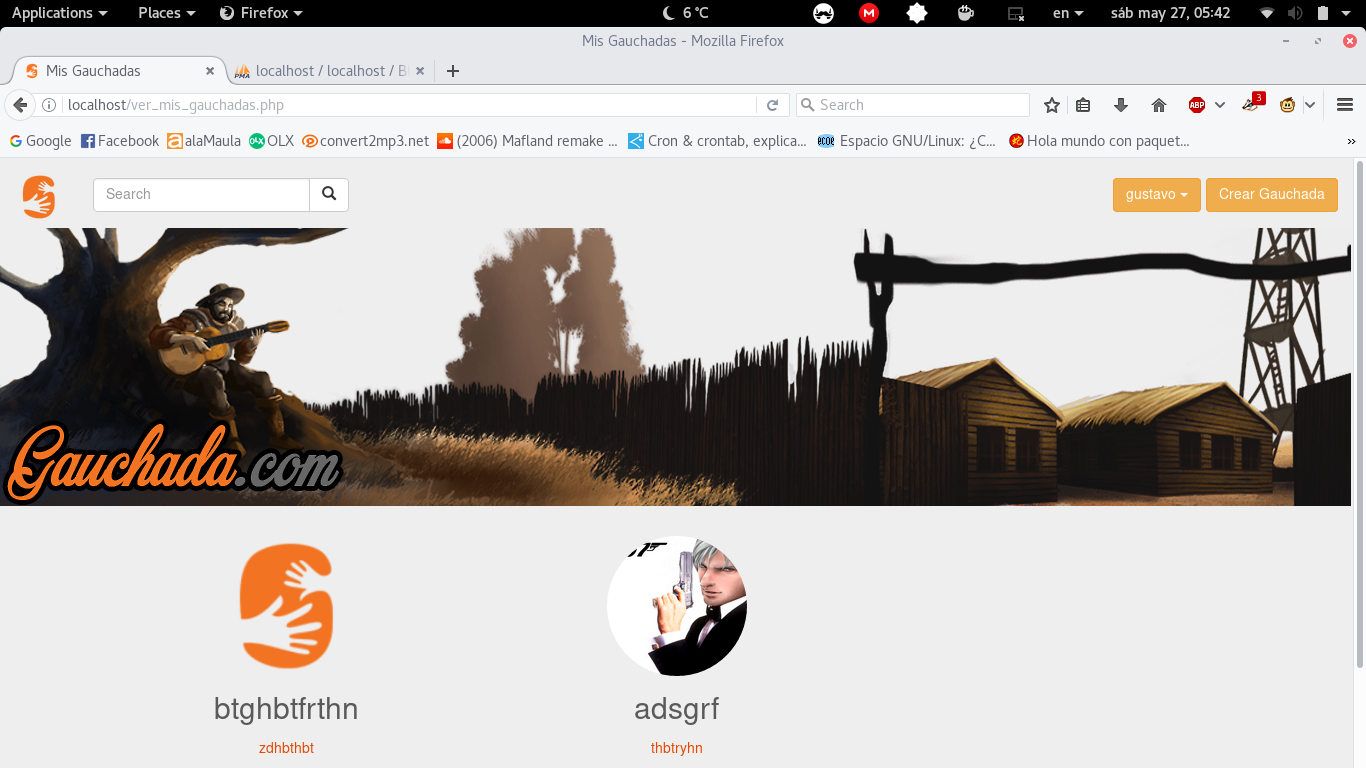 Applications Places Firefox 6 °C en sáb may 27, 05:42
Mis Gauchadas - Mozilla Firefox
Mis Gauchadas localhost / localhost / B
localhost/ver_mis_gauchadas.php Search ABP 3
Google Facebook alaMaula OLX convert2mp3.net (2006) Mafland remake ... Cron & crontab, explica... Espacio GNU/Linux: ¿C... Hola mundo con paquet... »
Search gustavo Crear Gauchada
Gauchada.com
btghbtfrthn adsgrf
zdhbthbt thbtryhn